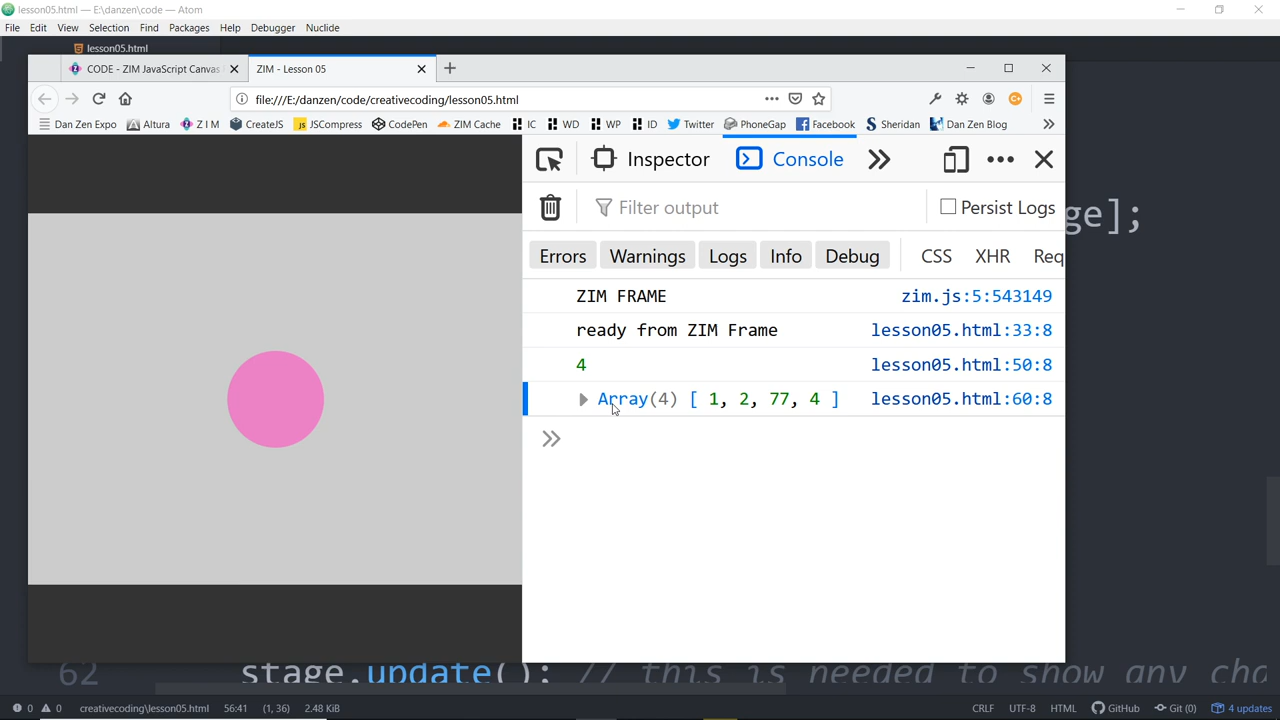 lesson05.html — E:\danzen\code — Atom
File Edit View Selection Find Packages Help Debugger Nuclide
lesson05.html
CODE - ZIM JavaScript Canvas
ZIM - Lesson 05
file:///E:/danzen/code/creativecoding/lesson05.html
Dan Zen Expo Altura Z I M CreateJS JSCompress CodePen ZIM Cache IC WD WP ID Twitter PhoneGap Facebook Sheridan Dan Zen Blog
Inspector Console
Filter output Persist Logs
ge];
Errors Warnings Logs Info Debug CSS XHR Req
ZIM FRAME zim.js:5:543149
ready from ZIM Frame lesson05.html:33:8
4 lesson05.html:50:8
Array(4) [ 1, 2, 77, 4 ] lesson05.html:60:8
62 stage.update(); // this is needed to show any cha
0 0 creativecoding\lesson05.html 56:41 (1, 36) 2.48 KiB CRLF UTF-8 HTML GitHub Git (0) 4 updates